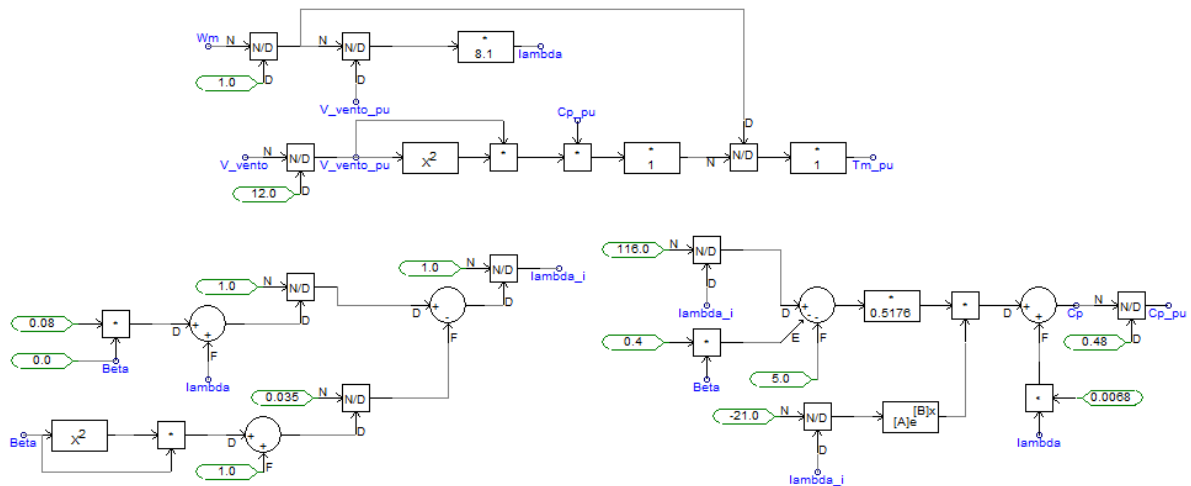 Wm N N/D N N/D * 8.1 lambda
1.0 D D
V_vento_pu
Cp_pu
D
V_vento N N/D V_vento_pu X² * * * 1 N N/D * 1 Tm_pu
12.0 D
1.0 N N/D lambda_i
D
1.0 N N/D D + -
D F
0.08 * D + +
0.0 Beta F
lambda
0.035 N N/D
D
Beta X² * D + +
1.0 F
116.0 N N/D
D
lambda_i
D + - - * 0.5176 * D + + Cp N N/D Cp_pu
E F F 0.48 D
0.4 * Beta
5.0
* 0.0068
lambda
-21.0 N N/D [A]e [B]x
D
lambda_i